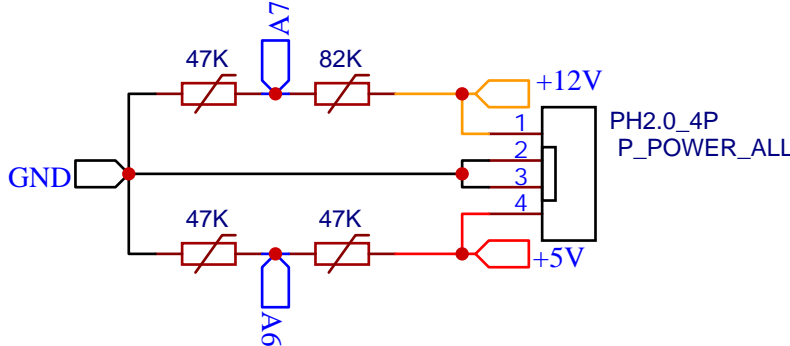 A7
47K
82K
+12V
1
PH2.0_4P
P_POWER_ALL
2
3
GND
4
47K
47K
+5V
A6